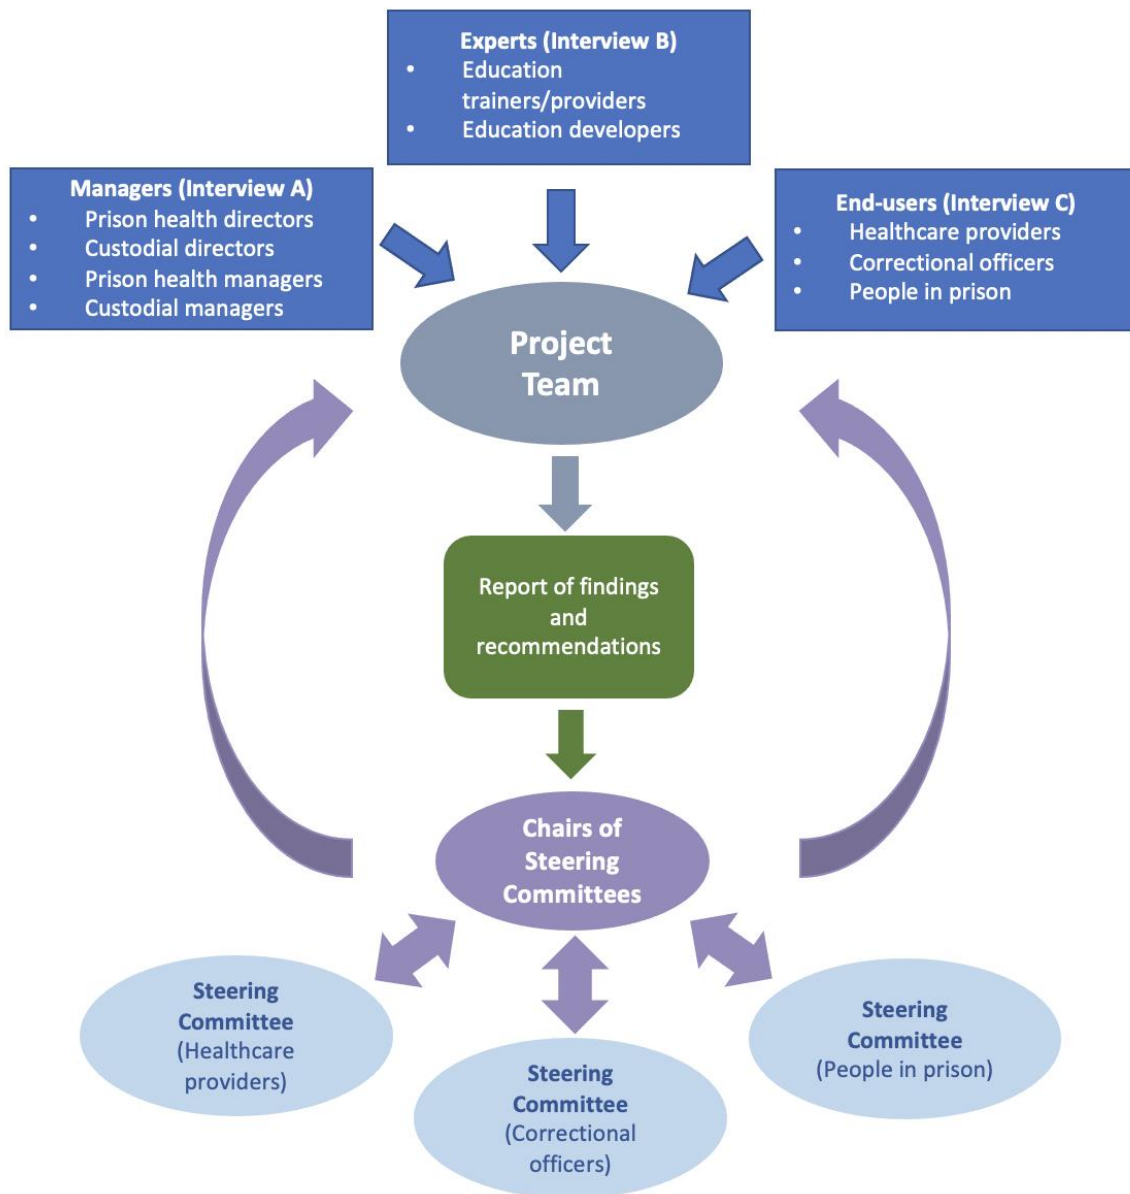 Experts (Interview B)
• Education
trainers/providers
• Education developers
Managers (Interview A)
• Prison health directors
• Custodial directors
• Prison health managers
• Custodial managers
End-users (Interview C)
• Healthcare providers
• Correctional officers
• People in prison
Project
Team
Report of findings
and
recommendations
Chairs of
Steering
Committees
Steering
Committee
(Healthcare
providers)
Steering
Committee
(Correctional
officers)
Steering
Committee
(People in prison)